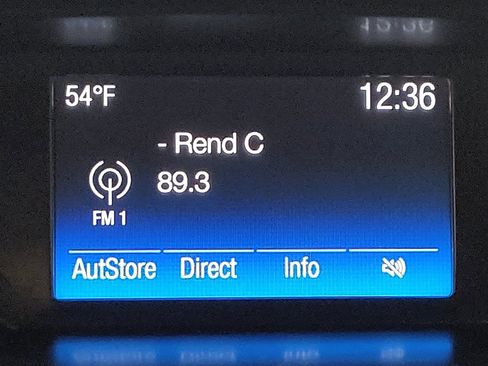 54°F 12:36
- Rend C
89.3
FM 1
AutStore Direct Info